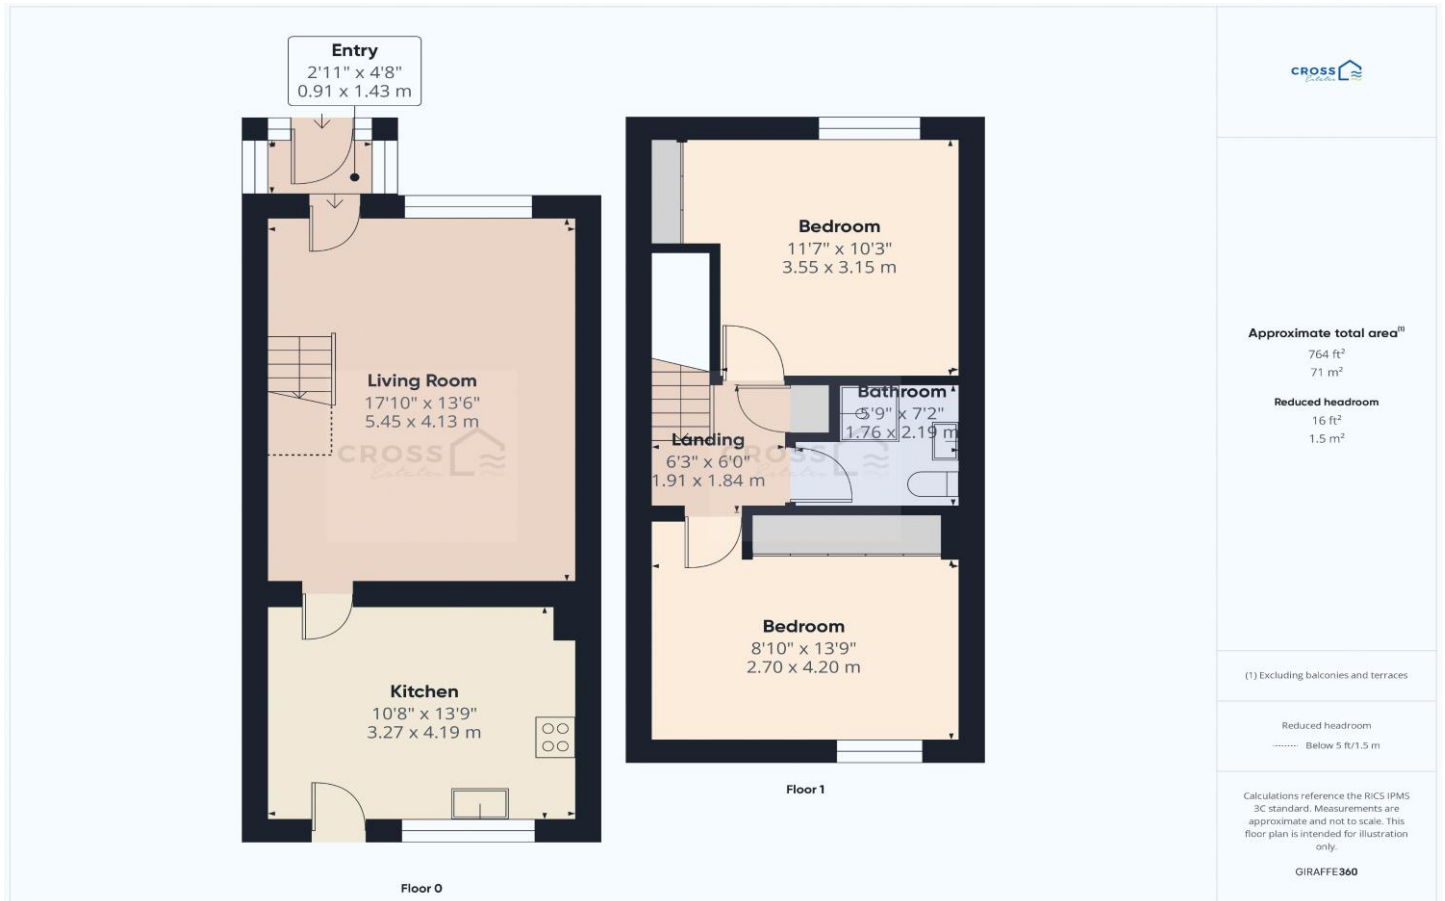 Entry
2'11" x 4'8"
0.91 x 1.43 m
Living Room
17'10" x 13'6"
5.45 x 4.13 m
CROSS
Estates
Kitchen
10'8" x 13'9"
3.27 x 4.19 m
Floor 0
Bedroom
11'7" x 10'3"
3.55 x 3.15 m
Bathroom
5'9" x 7'2"
1.76 x 2.19 m
Landing
6'3" x 6'0"
1.91 x 1.84 m
CROSS
Estates
Bedroom
8'10" x 13'9"
2.70 x 4.20 m
Floor 1
CROSS
Estates
Approximate total area(1)
764 ft²
71 m²
Reduced headroom
16 ft²
1.5 m²
(1) Excluding balconies and terraces
Reduced headroom
Below 5 ft/1.5 m
Calculations reference the RICS IPMS
3C standard. Measurements are
approximate and not to scale. This
floor plan is intended for illustration
only.
GIRAFFE360